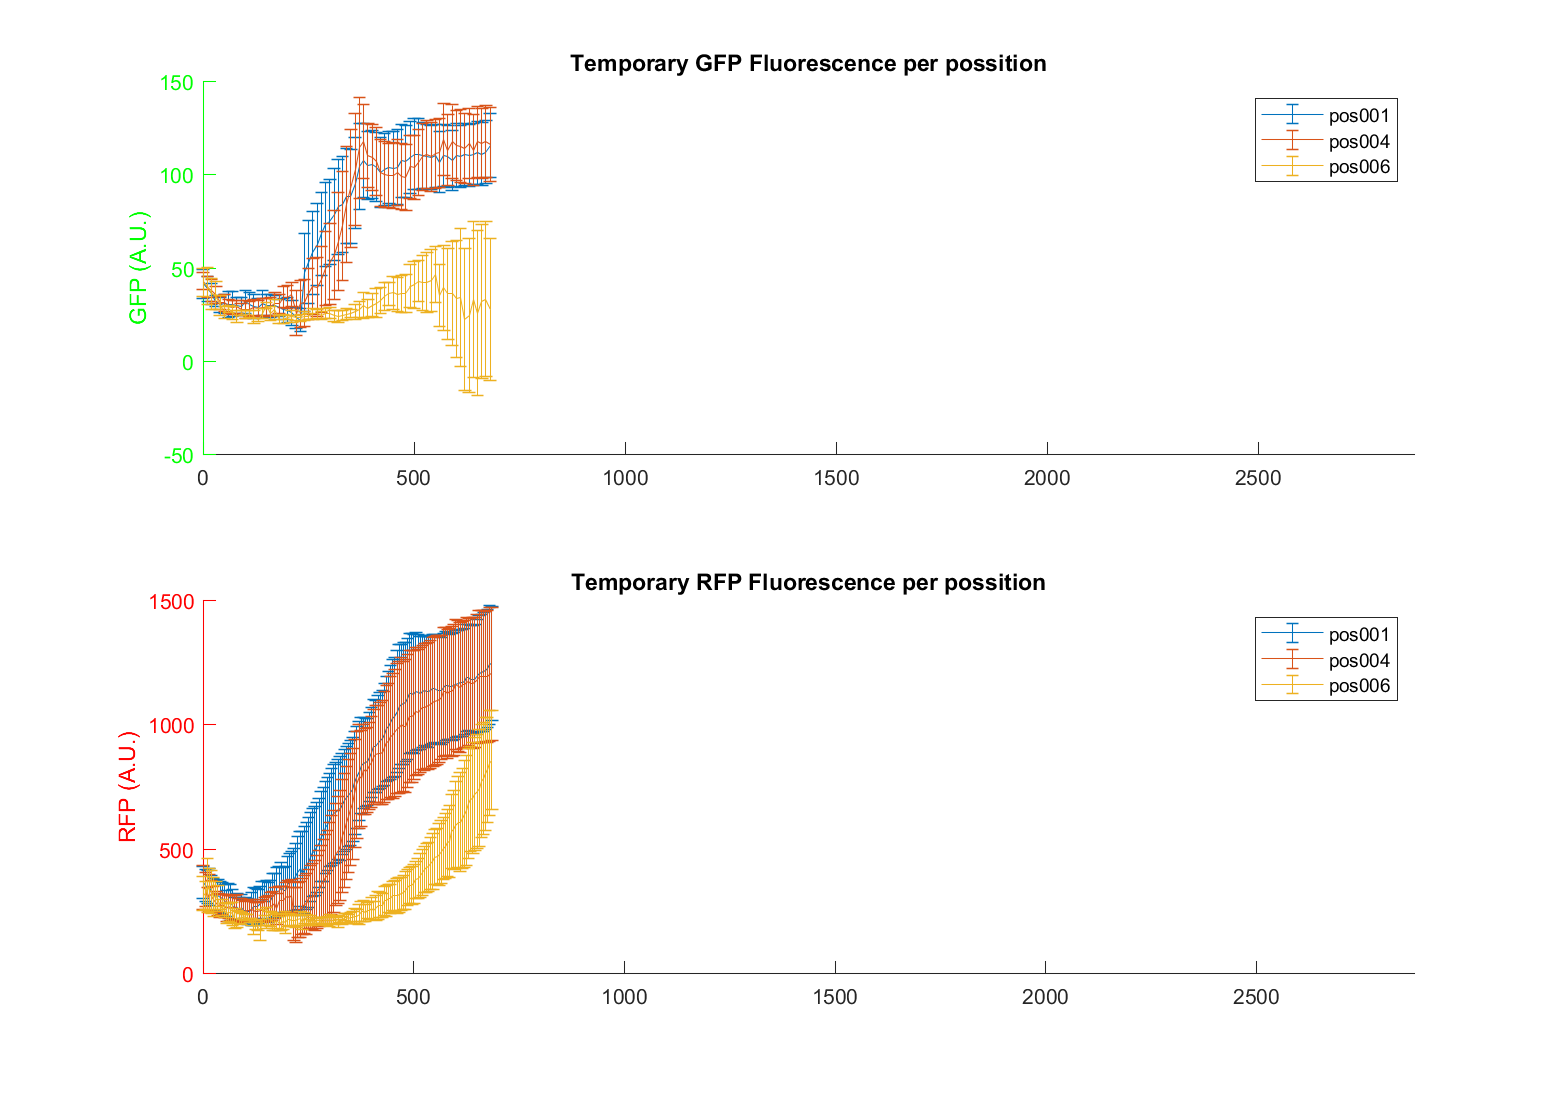 Temporary GFP Fluorescence per possition
150
100
50
0
-50
GFP (A.U.)
0 500 1000 1500 2000 2500
pos001
pos004
pos006
Temporary RFP Fluorescence per possition
1500
1000
500
0
RFP (A.U.)
0 500 1000 1500 2000 2500
pos001
pos004
pos006